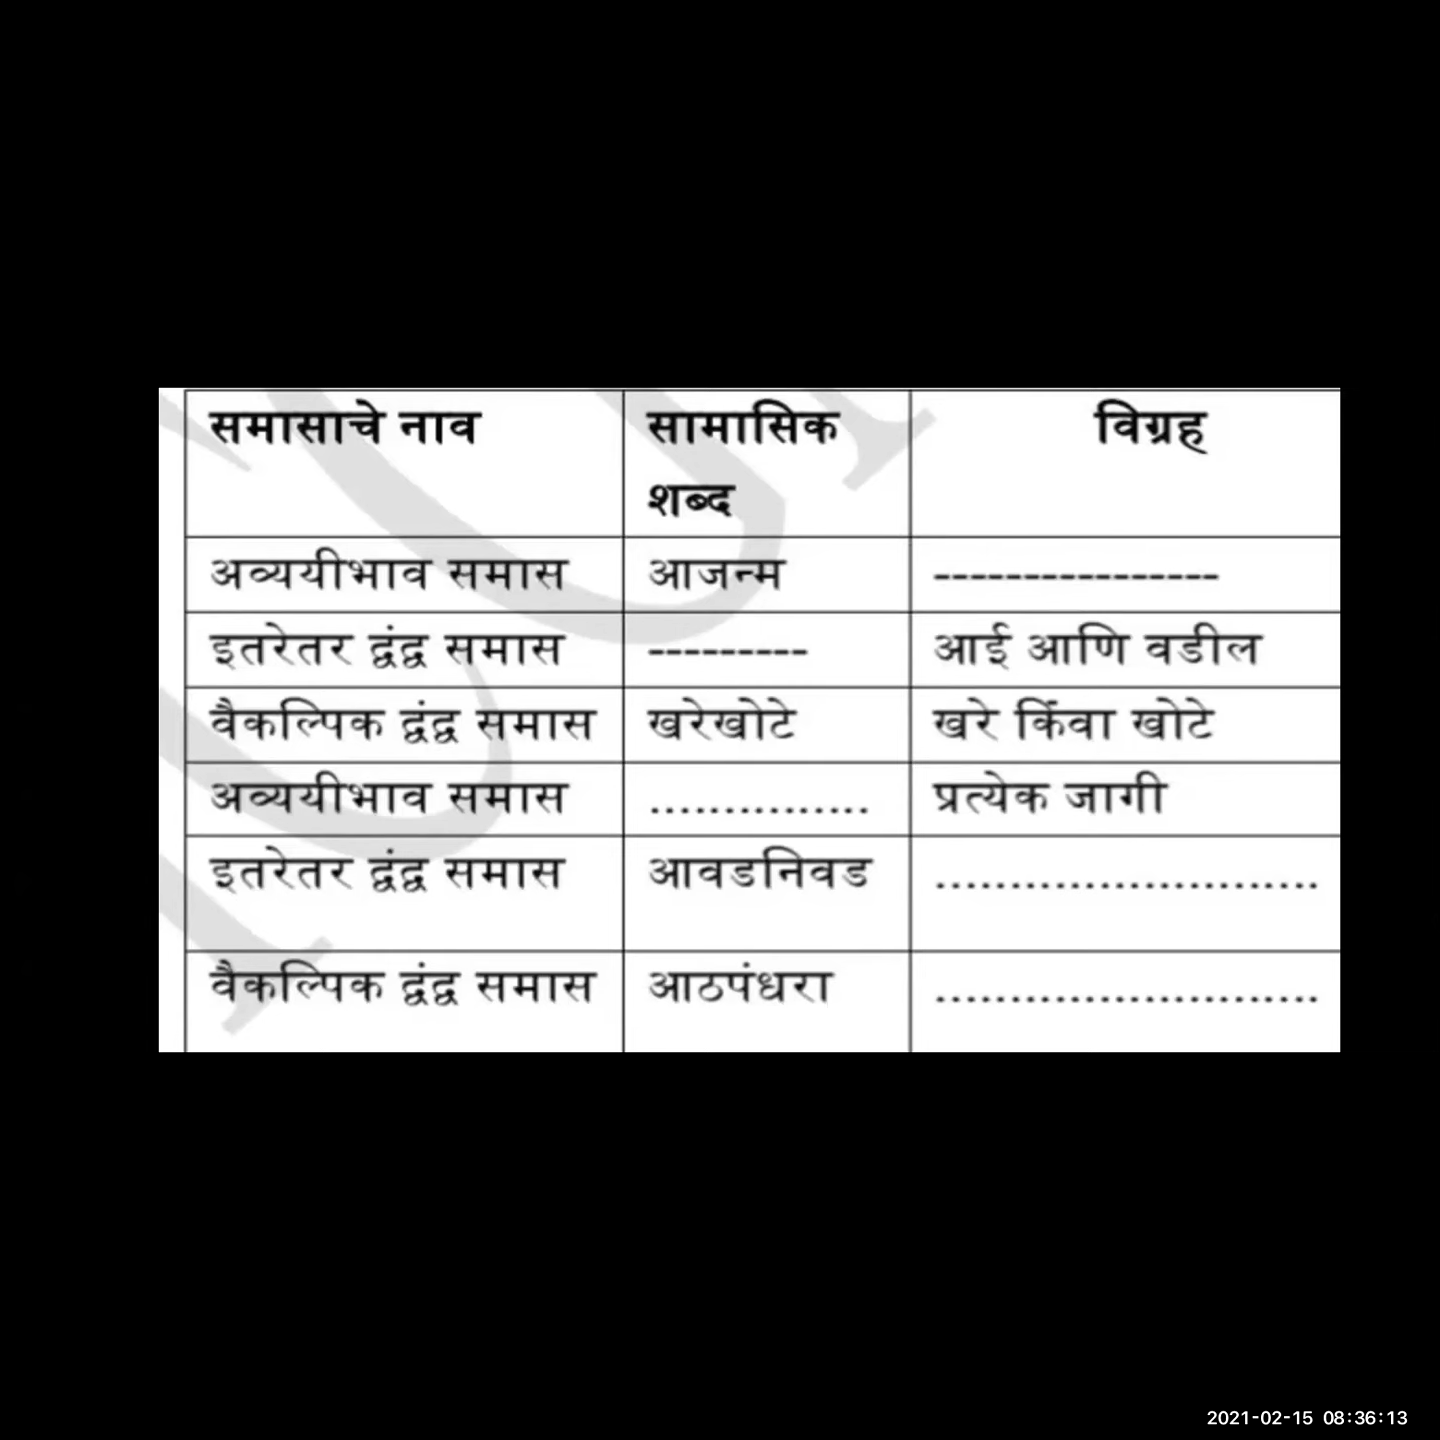 समासाचे नाव सामासिक शब्द विग्रह
अव्ययीभाव समास आजन्म ----------------
इतरेतर द्वंद्व समास --------- आई आणि वडील
वैकल्पिक द्वंद्व समास खरेखोटे खरे किंवा खोटे
अव्ययीभाव समास ............... प्रत्येक जागी
इतरेतर द्वंद्व समास आवडनिवड ..........................
वैकल्पिक द्वंद्व समास आठपंधरा ..........................
2021-02-15 08:36:13